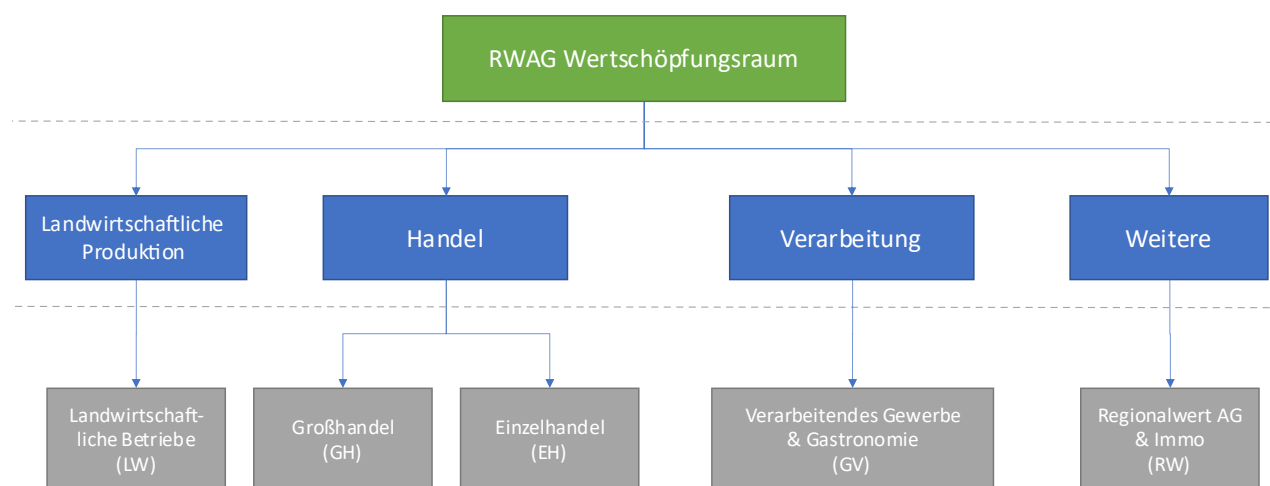 RWAG Wertschöpfungsraum
Landwirtschaftliche
Produktion
Handel
Verarbeitung
Weitere
Landwirtschaft-
liche Betriebe
(LW)
Großhandel
(GH)
Einzelhandel
(EH)
Verarbeitendes Gewerbe
& Gastronomie
(GV)
Regionalwert AG
& Immo
(RW)